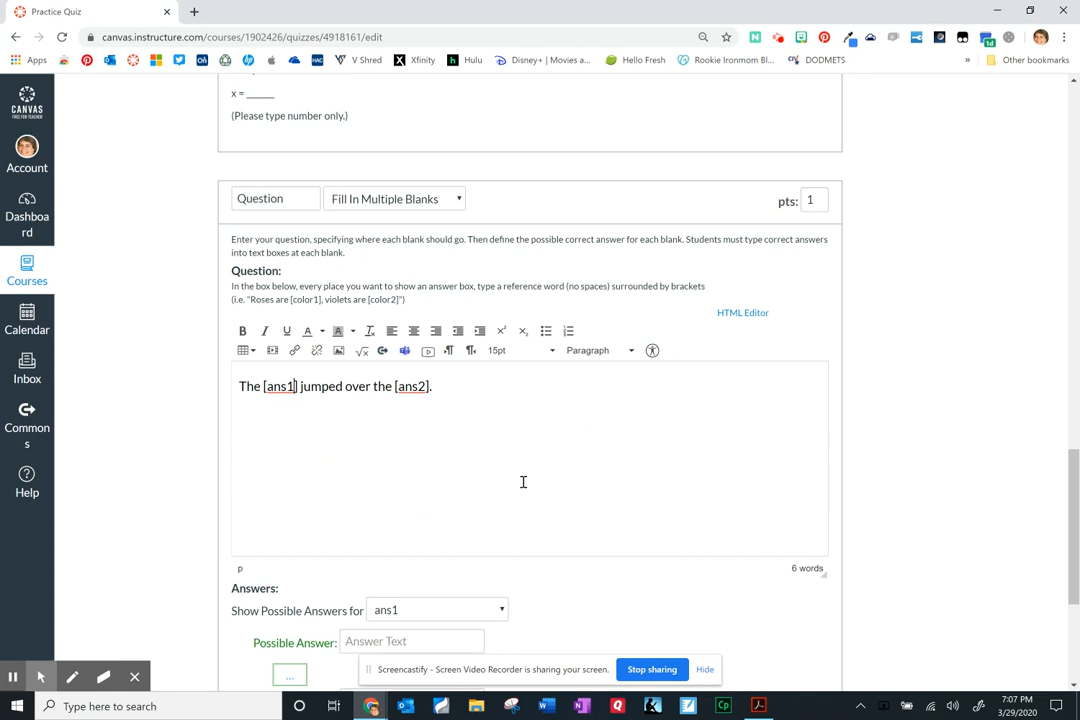 Practice Quiz
canvas.instructure.com/courses/1902426/quizzes/4918161/edit
Apps
V Shred
Xfinity
Hulu
Disney+ | Movies a...
Hello Fresh
Rookie Ironmom Bl...
DODMETS
»
Other bookmarks
CANVAS
FREE FOR TEACHER
Account
Dashboa
rd
Courses
Calendar
Inbox
Common
s
Help
x = ______
(Please type number only.)
Question
Fill In Multiple Blanks
pts: 1
Enter your question, specifying where each blank should go. Then define the possible correct answer for each blank. Students must type correct answers
into text boxes at each blank.
Question:
In the box below, every place you want to show an answer box, type a reference word (no spaces) surrounded by brackets
(i.e. "Roses are [color1], violets are [color2]")
HTML Editor
15pt
Paragraph
The [ans1] jumped over the [ans2].
p
6 words
Answers:
Show Possible Answers for
ans1
Possible Answer:
Answer Text
...
Screencastify - Screen Video Recorder is sharing your screen.
Stop sharing
Hide
Type here to search
7:07 PM
3/29/2020